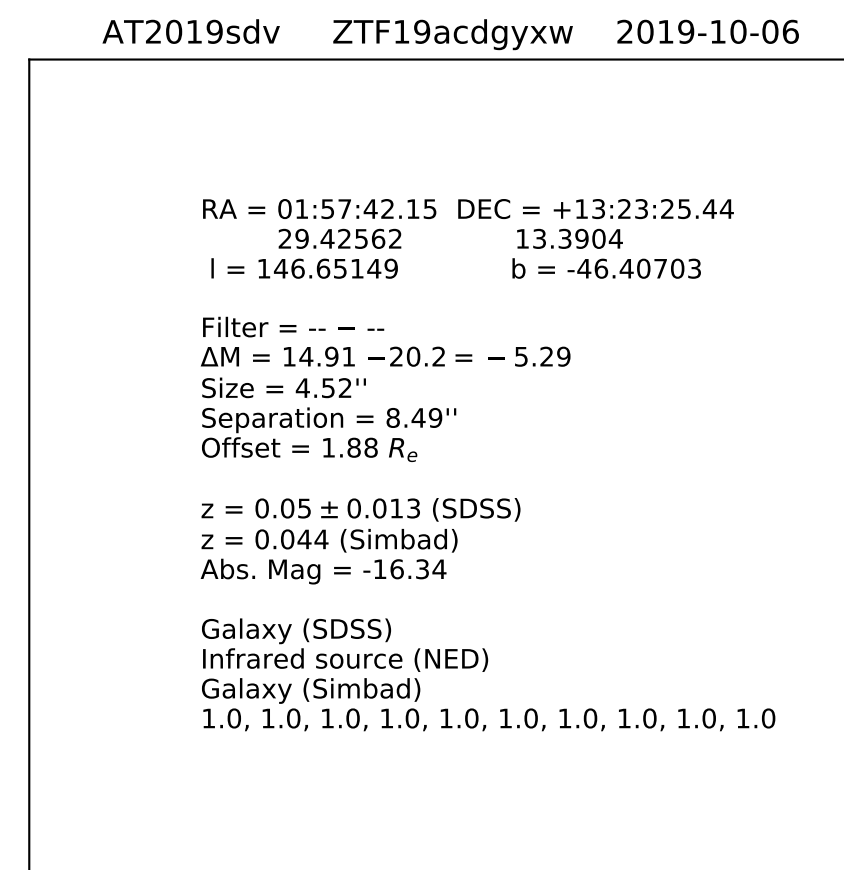 AT2019sdv ZTF19acdgyxw 2019-10-06
RA = 01:57:42.15 DEC = +13:23:25.44
29.42562 13.3904
l = 146.65149 b = -46.40703
Filter = -- − --
ΔM = 14.91 −20.2 = − 5.29
Size = 4.52''
Separation = 8.49''
Offset = 1.88 Re
z = 0.05 ± 0.013 (SDSS)
z = 0.044 (Simbad)
Abs. Mag = -16.34
Galaxy (SDSS)
Infrared source (NED)
Galaxy (Simbad)
1.0, 1.0, 1.0, 1.0, 1.0, 1.0, 1.0, 1.0, 1.0, 1.0